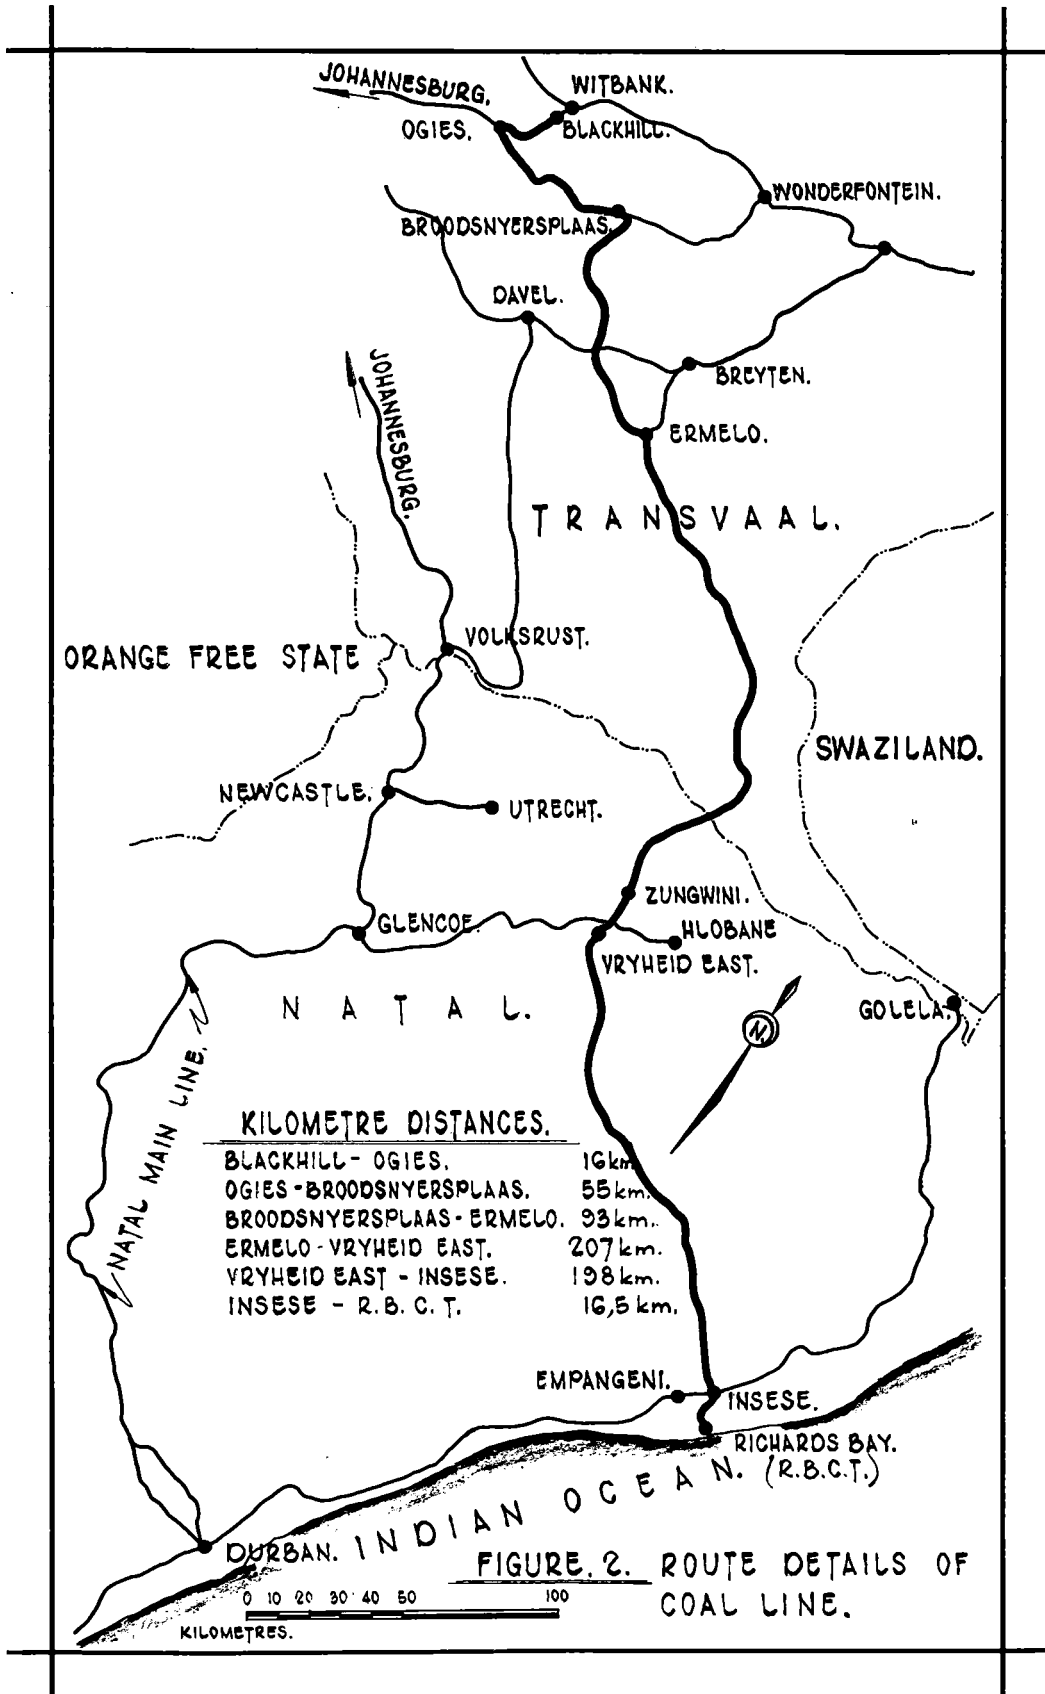 JOHANNESBURG.
WITBANK.
OGIES.
BLACKHILL.
WONDERFONTEIN.
BROODSNYERSPLAAS.
DAVEL.
JOHANNESBURG.
BREYTEN.
ERMELO.
TRANSVAAL.
VOLKSRUST.
ORANGE FREE STATE
SWAZILAND.
NEWCASTLE.
UTRECHT.
ZUNGWINI.
GLENCOE.
HLOBANE
VRYHEID EAST.
NATAL.
GOLELA.
N.
NATAL MAIN LINE.
KILOMETRE DISTANCES.
BLACKHILL - OGIES. 16km
OGIES - BROODSNYERSPLAAS. 55km.
BROODSNYERSPLAAS - ERMELO. 93km.
ERMELO - VRYHEID EAST. 207km.
VRYHEID EAST - INSESE. 198km.
INSESE - R.B.C.T. 16,5km.
EMPANGENI.
INSESE.
RICHARDS BAY.
(R.B.C.T.)
INDIAN OCEAN.
DURBAN.
FIGURE. 2. ROUTE DETAILS OF
COAL LINE.
0 10 20 30 40 50 100
KILOMETRES.